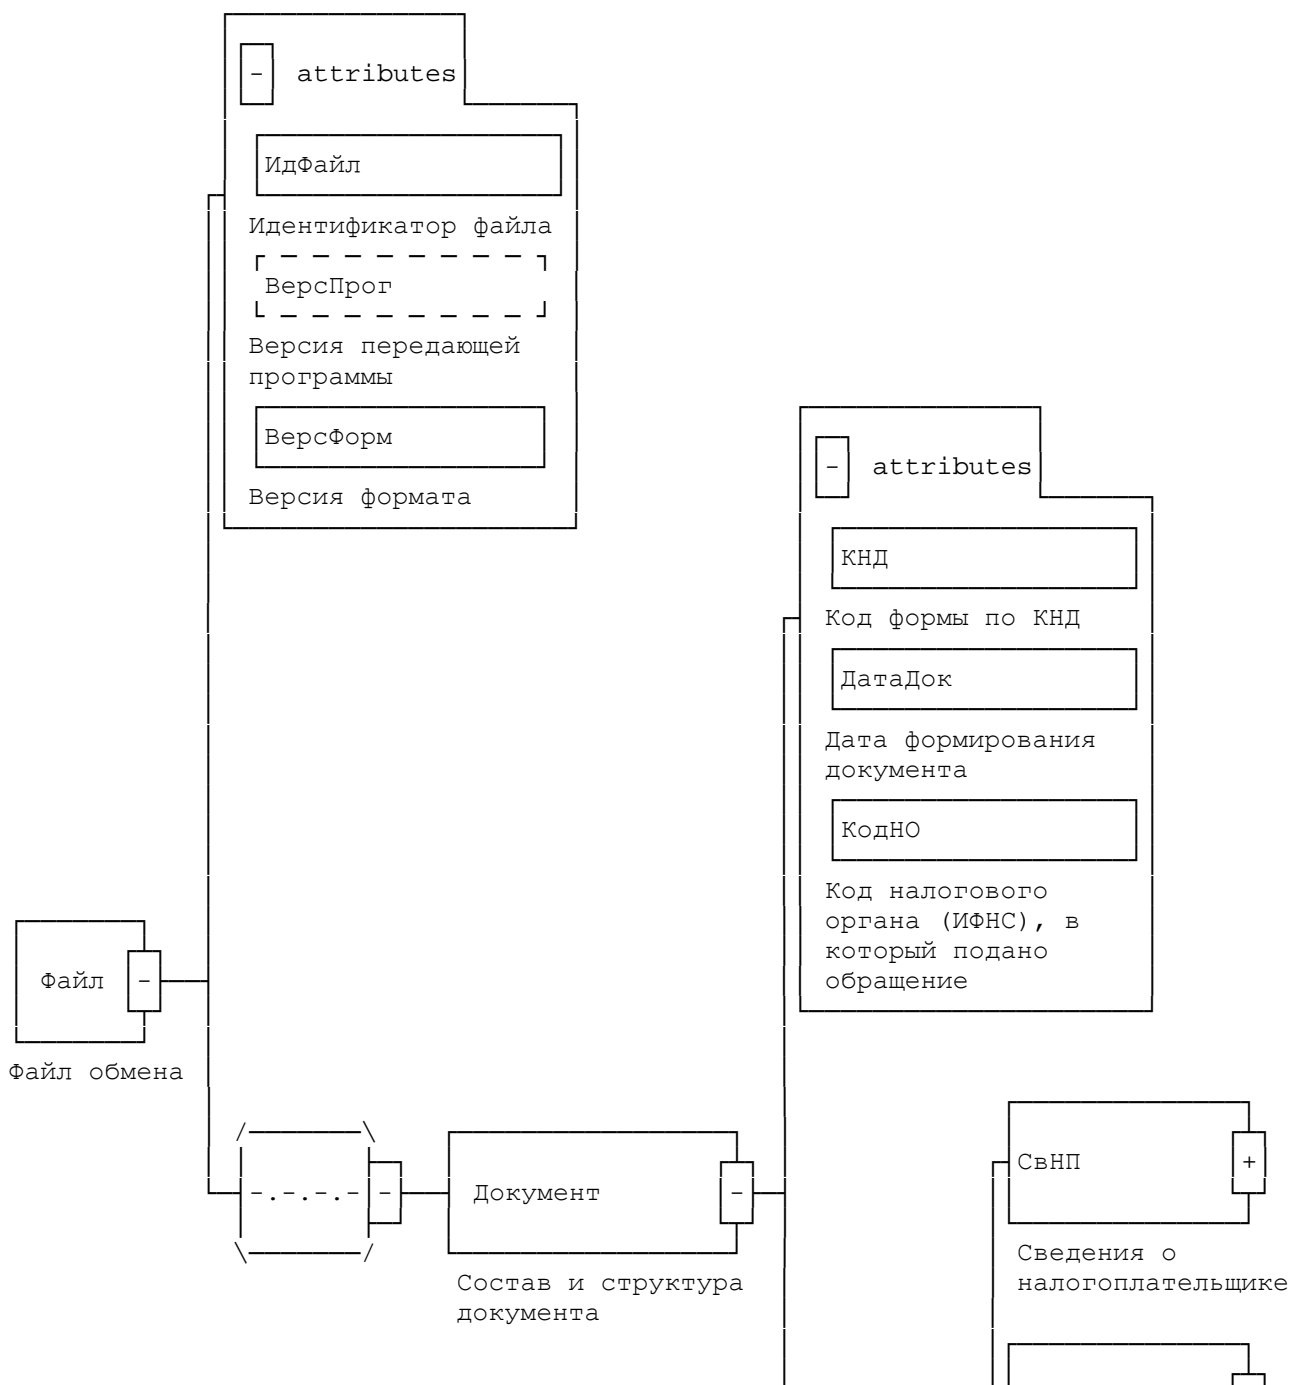 - attributes
ИдФайл
Идентификатор файла
ВерсПрог
Версия передающей
программы
ВерсФорм
Версия формата
- attributes
КНД
Код формы по КНД
ДатаДок
Дата формирования
документа
КодНО
Код налогового
органа (ИФНС), в
который подано
обращение
Файл -
Файл обмена
-.-.-.- -
Документ -
Состав и структура
документа
СвНП +
Сведения о
налогоплательщике